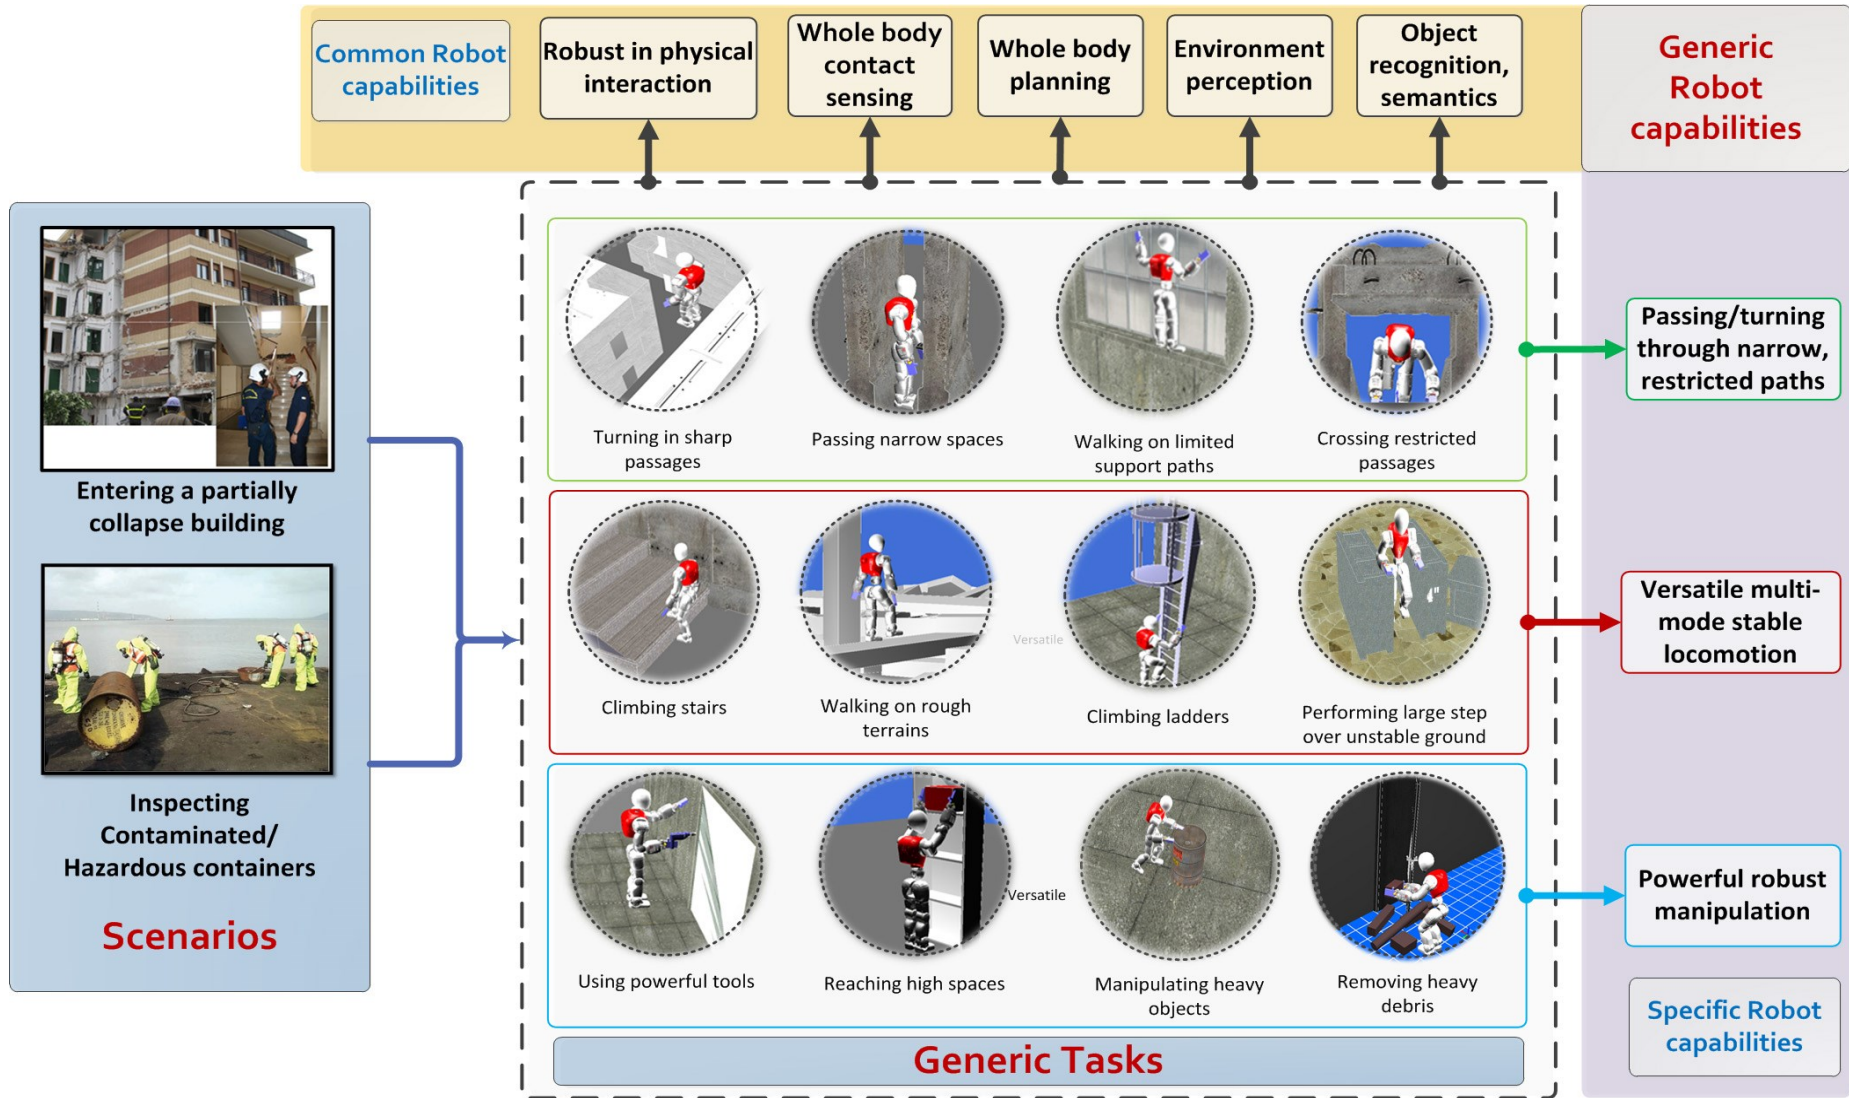 Common Robot
capabilities
Robust in physical
interaction
Whole body
contact
sensing
Whole body
planning
Environment
perception
Object
recognition,
semantics
Generic
Robot
capabilities
Entering a partially
collapse building
Inspecting
Contaminated/
Hazardous containers
Scenarios
Turning in sharp
passages
Passing narrow spaces
Walking on limited
support paths
Crossing restricted
passages
Passing/turning
through narrow,
restricted paths
Climbing stairs
Walking on rough
terrains
Versatile
Climbing ladders
4"
Performing large step
over unstable ground
Versatile multi-
mode stable
locomotion
Using powerful tools
Reaching high spaces
Versatile
Manipulating heavy
objects
Removing heavy
debris
Powerful robust
manipulation
Generic Tasks
Specific Robot
capabilities